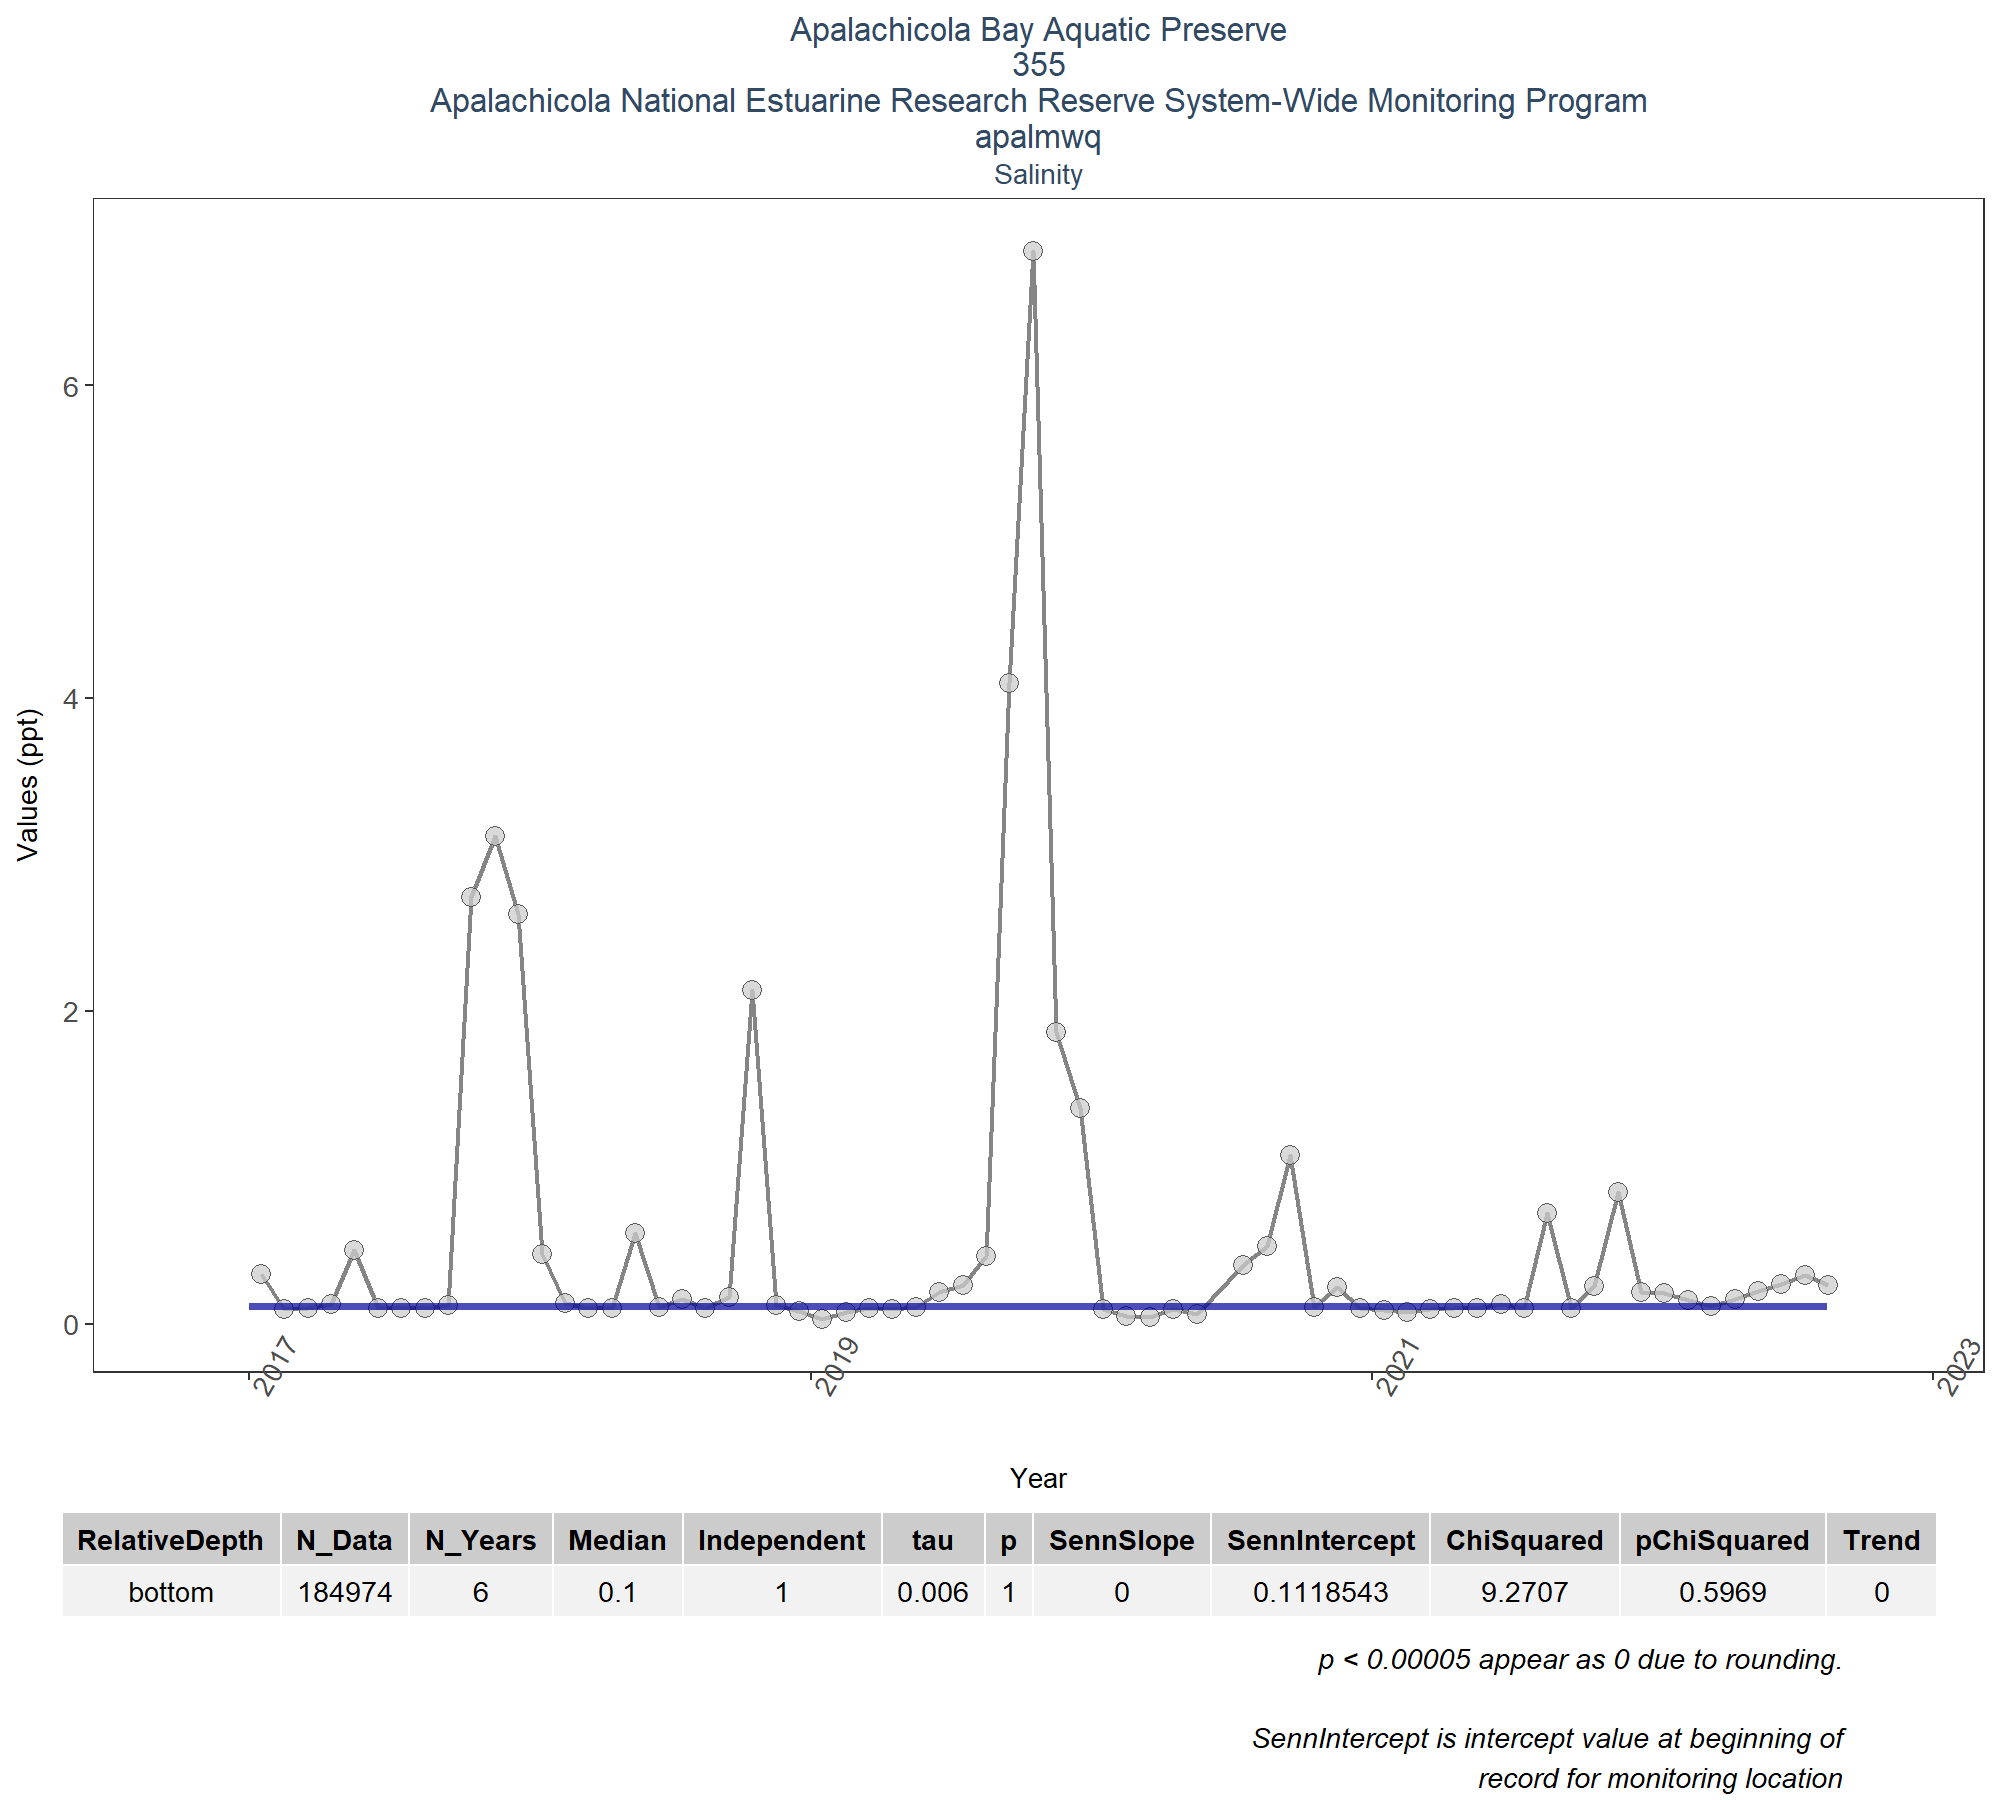 Apalachicola Bay Aquatic Preserve
355
Apalachicola National Estuarine Research Reserve System-Wide Monitoring Program
apalmwq
Salinity
Values (ppt)
6
4
2
0
2017 2019 2021 2023
Year
RelativeDepth N_Data N_Years Median Independent tau p SennSlope SennIntercept ChiSquared pChiSquared Trend
bottom 184974 6 0.1 1 0.006 1 0 0.1118543 9.2707 0.5969 0
p < 0.00005 appear as 0 due to rounding.
SennIntercept is intercept value at beginning of
record for monitoring location